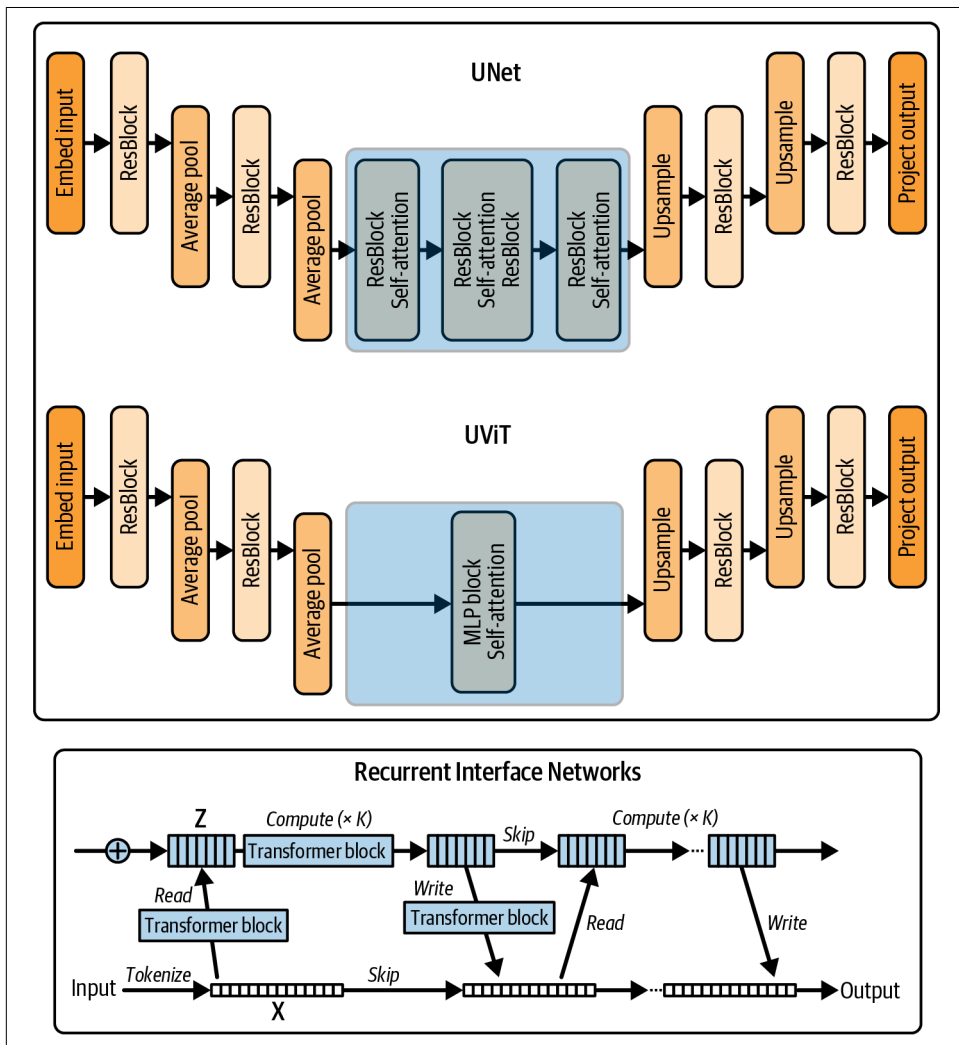 UNet
Embed input
ResBlock
Average pool
ResBlock
Average pool
ResBlock
Self-attention
ResBlock
Self-attention
ResBlock
ResBlock
Self-attention
Upsample
ResBlock
Upsample
ResBlock
Project output
UViT
Embed input
ResBlock
Average pool
ResBlock
Average pool
MLP block
Self-attention
Upsample
ResBlock
Upsample
ResBlock
Project output
Recurrent Interface Networks
Z
Compute (× K)
Skip
Compute (× K)
Transformer block
Read
Write
Transformer block
Transformer block
Read
Write
Input
Tokenize
Skip
Output
X